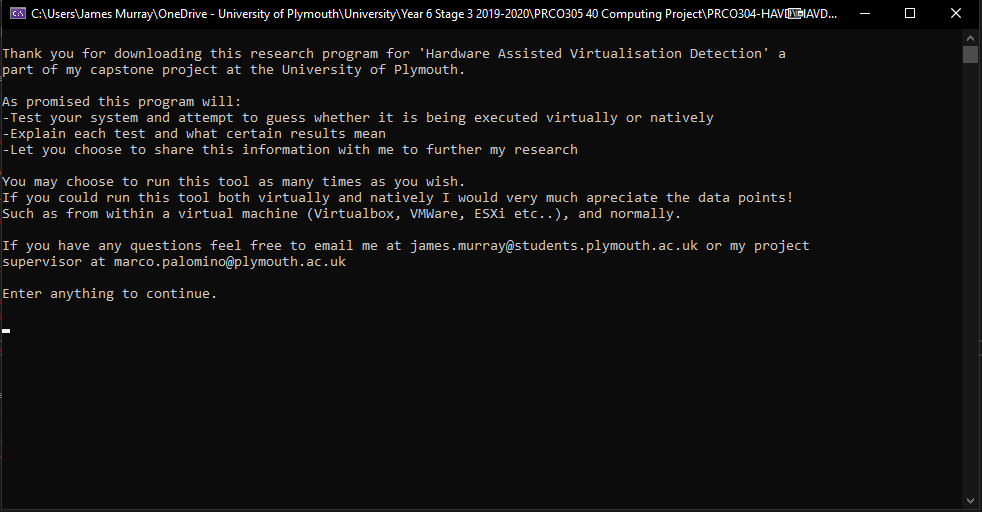 C:\Users\James Murray\OneDrive - University of Plymouth\University\Year 6 Stage 3 2019-2020\PRCO305 40 Computing Project\PRCO304-HAVD\HAVD...
Thank you for downloading this research program for 'Hardware Assisted Virtualisation Detection' a
part of my capstone project at the University of Plymouth.
As promised this program will:
-Test your system and attempt to guess whether it is being executed virtually or natively
-Explain each test and what certain results mean
-Let you choose to share this information with me to further my research
You may choose to run this tool as many times as you wish.
If you could run this tool both virtually and natively I would very much apreciate the data points!
Such as from within a virtual machine (Virtualbox, VMWare, ESXi etc..), and normally.
If you have any questions feel free to email me at james.murray@students.plymouth.ac.uk or my project
supervisor at marco.palomino@plymouth.ac.uk
Enter anything to continue.